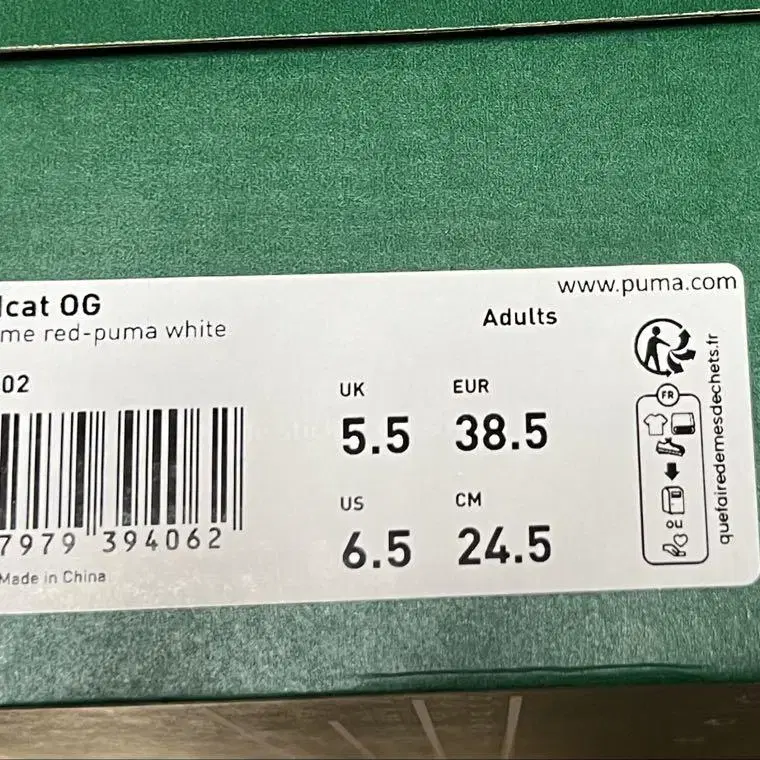 www.puma.com
lcat OG
me red-puma white
Adults
02
UK
EUR
5.5
38.5
US
CM
6.5
24.5
7979 394062
Made in China
FR
OU
quefairedemesdechets.fr